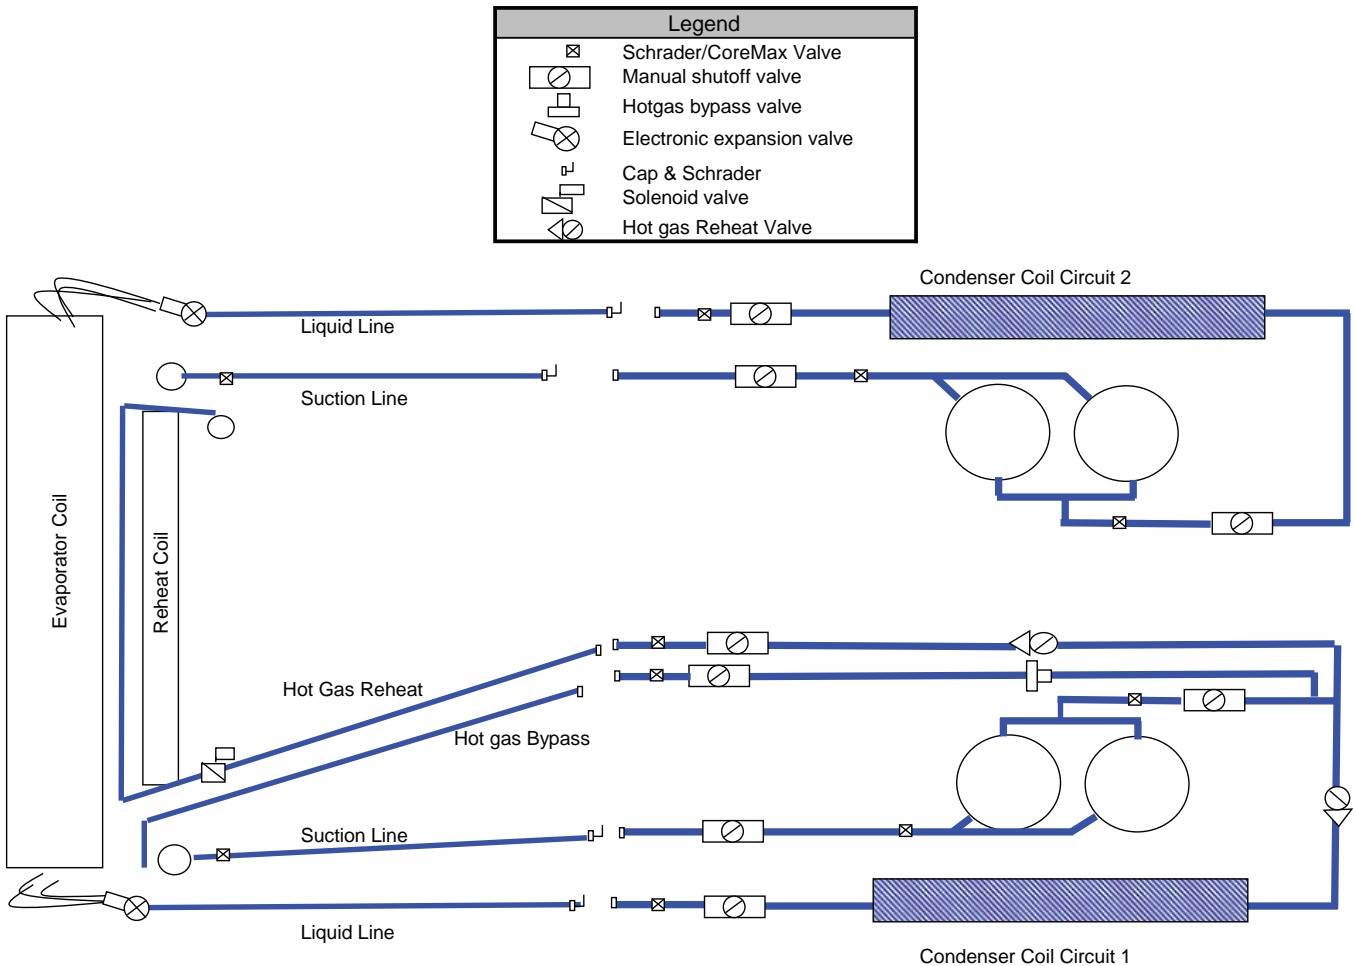 Legend
Schrader/CoreMax Valve
Manual shutoff valve
Hotgas bypass valve
Electronic expansion valve
Cap & Schrader
Solenoid valve
Hot gas Reheat Valve
Condenser Coil Circuit 2
Liquid Line
Suction Line
Evaporator Coil
Reheat Coil
Hot Gas Reheat
Hot gas Bypass
Suction Line
Liquid Line
Condenser Coil Circuit 1